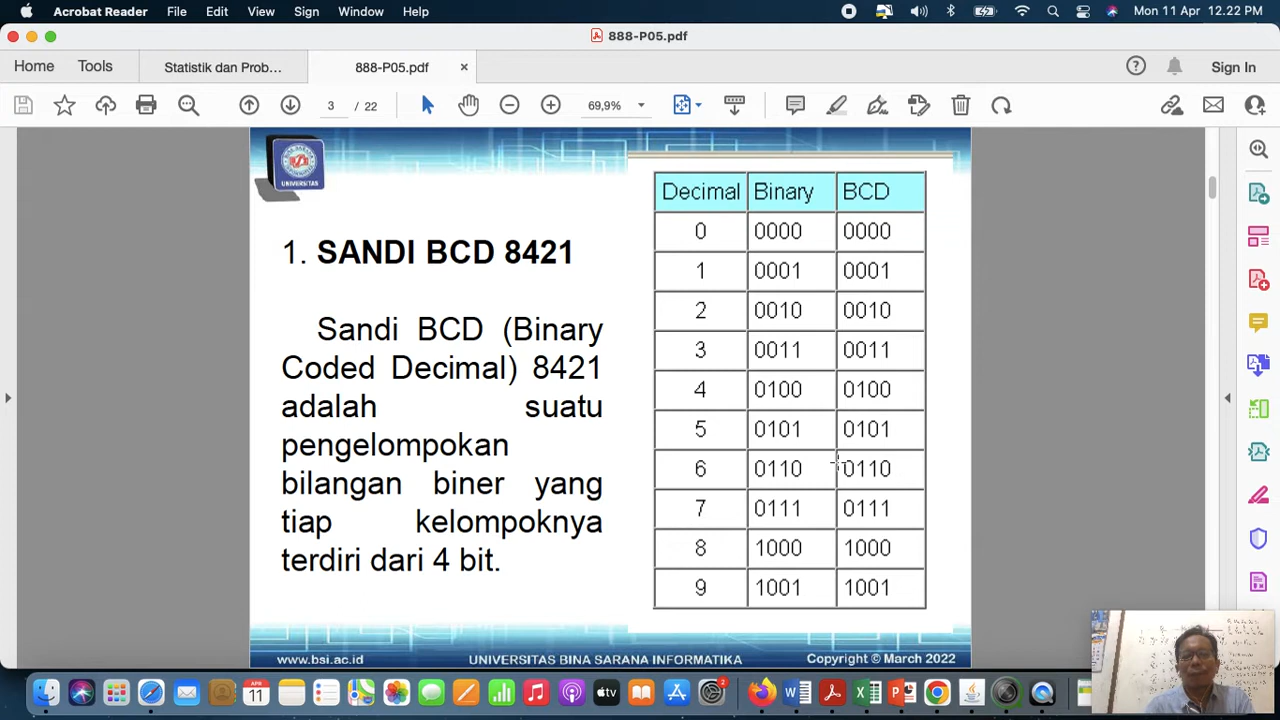 Acrobat Reader File Edit View Sign Window Help Mon 11 Apr 12.22 PM
888-P05.pdf
Home Tools Statistik dan Prob... 888-P05.pdf × Sign In
3 / 22 69,9%
UNIVERSITAS
1. SANDI BCD 8421
Sandi BCD (Binary
Coded Decimal) 8421
adalah suatu
pengelompokan
bilangan biner yang
tiap kelompoknya
terdiri dari 4 bit.
Decimal Binary BCD
0 0000 0000
1 0001 0001
2 0010 0010
3 0011 0011
4 0100 0100
5 0101 0101
6 0110 0110
7 0111 0111
8 1000 1000
9 1001 1001
www.bsi.ac.id UNIVERSITAS BINA SARANA INFORMATIKA Copyright © March 2022
APR
11
tv
2